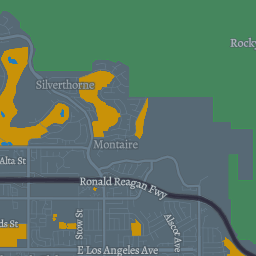 Rocky
Silverthorne
Montaire
Alta St
Ronald Reagan Fwy
ds St
Stow St
Alscot Ave
E Los Angeles Ave